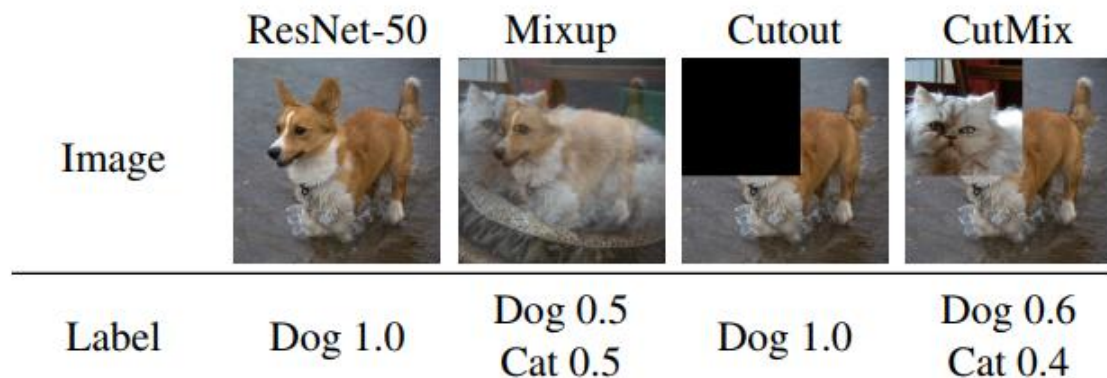 ResNet-50 Mixup Cutout CutMix
Image
Label Dog 1.0 Dog 0.5 Cat 0.5 Dog 1.0 Dog 0.6 Cat 0.4